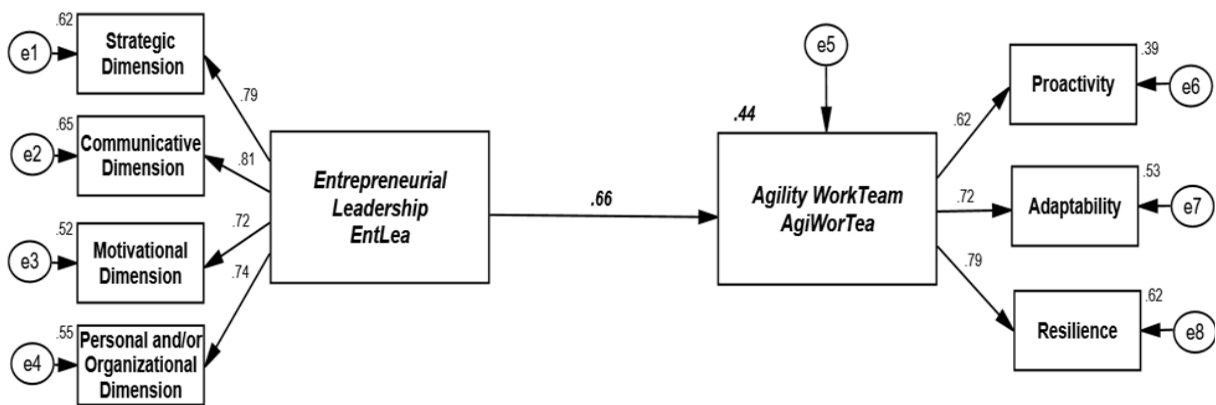 .62
e1
Strategic
Dimension
.79
.65
e2
Communicative
Dimension
.81
.52
e3
Motivational
Dimension
.72
.55
e4
Personal and/or
Organizational
Dimension
.74
Entrepreneurial
Leadership
EntLea
.66
e5
.44
Agility WorkTeam
AgiWorTea
.62
.39
Proactivity
e6
.72
.53
Adaptability
e7
.79
.62
Resilience
e8